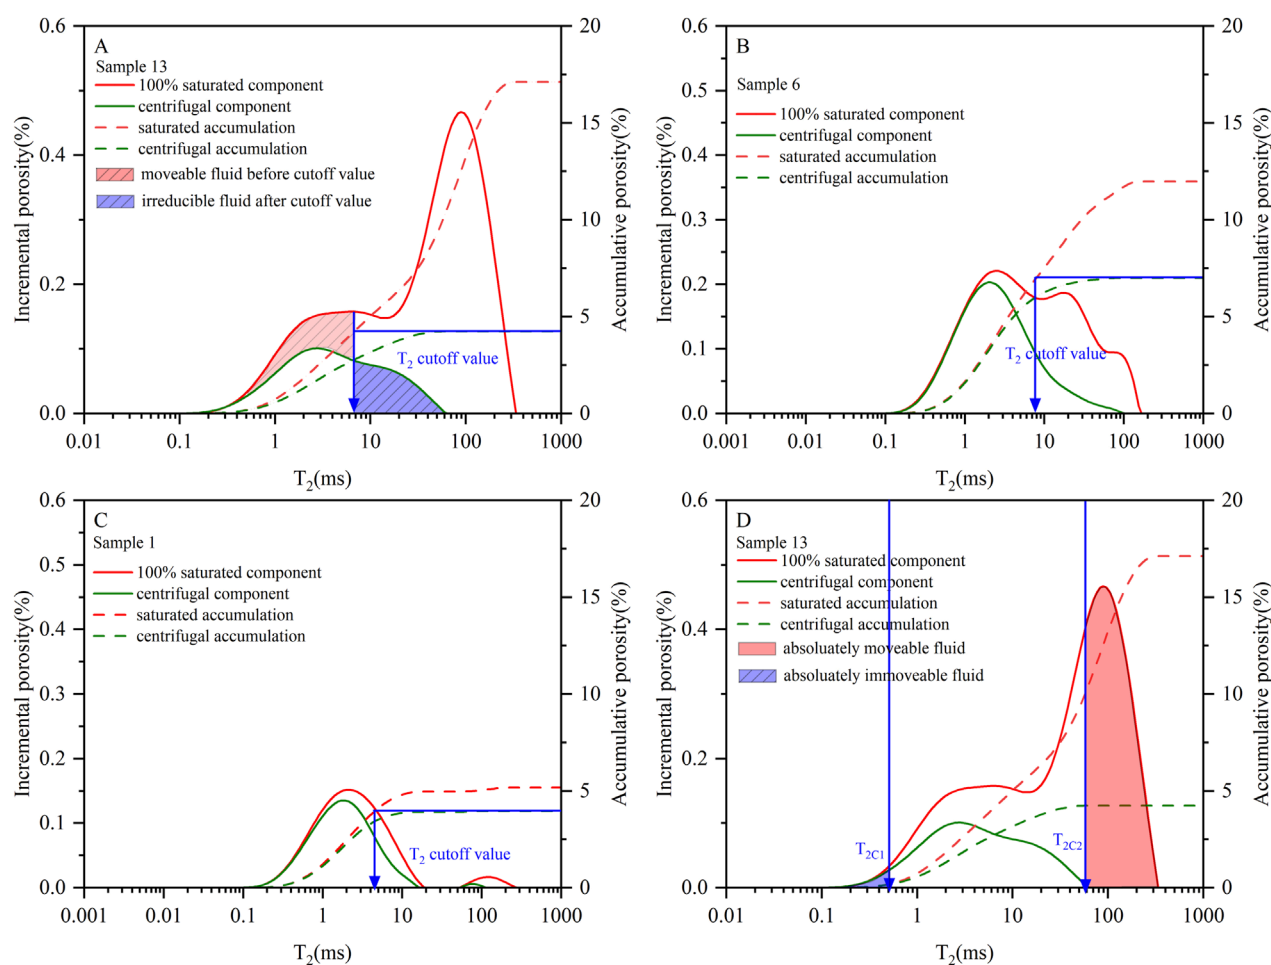 A
Sample 13
100% saturated component
centrifugal component
saturated accumulation
centrifugal accumulation
moveable fluid before cutoff value
irreducible fluid after cutoff value
T2 cutoff value
Incremental porosity(%)
0.6
0.4
0.2
0.0
Accumulative porosity(%)
20
15
10
5
0
0.01 0.1 1 10 100 1000
T2(ms)
B
Sample 6
100% saturated component
centrifugal component
saturated accumulation
centrifugal accumulation
T2 cutoff value
Incremental porosity(%)
0.6
0.5
0.4
0.3
0.2
0.1
0.0
Accumulative porosity(%)
20
15
10
5
0
0.001 0.01 0.1 1 10 100 1000
T2(ms)
C
Sample 1
100% saturated component
centrifugal component
saturated accumulation
centrifugal accumulation
T2 cutoff value
Incremental porosity(%)
0.6
0.5
0.4
0.3
0.2
0.1
0.0
Accumulative porosity(%)
20
15
10
5
0
0.001 0.01 0.1 1 10 100 1000
T2(ms)
D
Sample 13
100% saturated component
centrifugal component
saturated accumulation
centrifugal accumulation
absolutely moveable fluid
absolutely immoveable fluid
T2C1
T2C2
Incremental porosity(%)
0.6
0.4
0.3
0.2
0.0
Accumulative porosity(%)
20
15
10
5
0
0.01 0.1 1 10 100 1000
T2(ms)